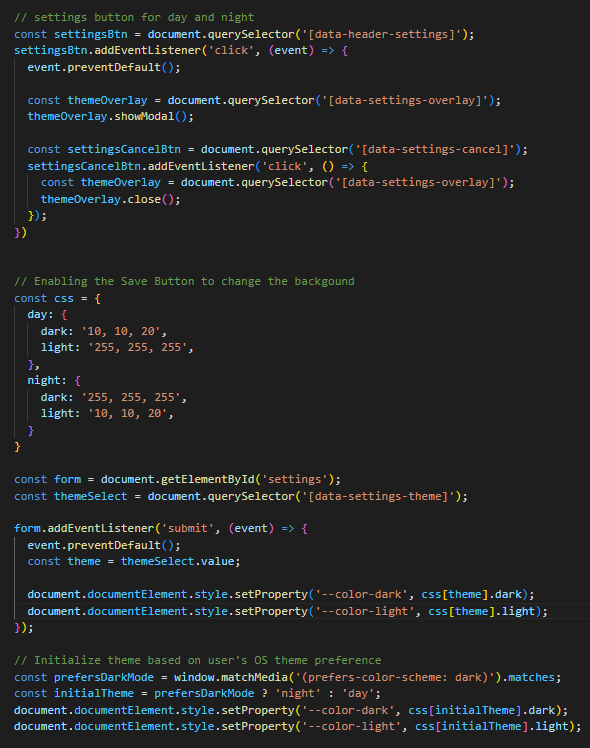 // settings button for day and night
const settingsBtn = document.querySelector('[data-header-settings]');
settingsBtn.addEventListener('click', (event) => {
  event.preventDefault();

  const themeOverlay = document.querySelector('[data-settings-overlay]');
  themeOverlay.showModal();

  const settingsCancelBtn = document.querySelector('[data-settings-cancel]');
  settingsCancelBtn.addEventListener('click', () => {
    const themeOverlay = document.querySelector('[data-settings-overlay]');
    themeOverlay.close();
  });
})


// Enabling the Save Button to change the backgound
const css = {
  day: {
    dark: '10, 10, 20',
    light: '255, 255, 255',
  },
  night: {
    dark: '255, 255, 255',
    light: '10, 10, 20',
  }
}

const form = document.getElementById('settings');
const themeSelect = document.querySelector('[data-settings-theme]');

form.addEventListener('submit', (event) => {
  event.preventDefault();
  const theme = themeSelect.value;

  document.documentElement.style.setProperty('--color-dark', css[theme].dark);
  document.documentElement.style.setProperty('--color-light', css[theme].light);
});

// Initialize theme based on user's OS theme preference
const prefersDarkMode = window.matchMedia('(prefers-color-scheme: dark)').matches;
const initialTheme = prefersDarkMode ? 'night' : 'day';
document.documentElement.style.setProperty('--color-dark', css[initialTheme].dark);
document.documentElement.style.setProperty('--color-light', css[initialTheme].light);